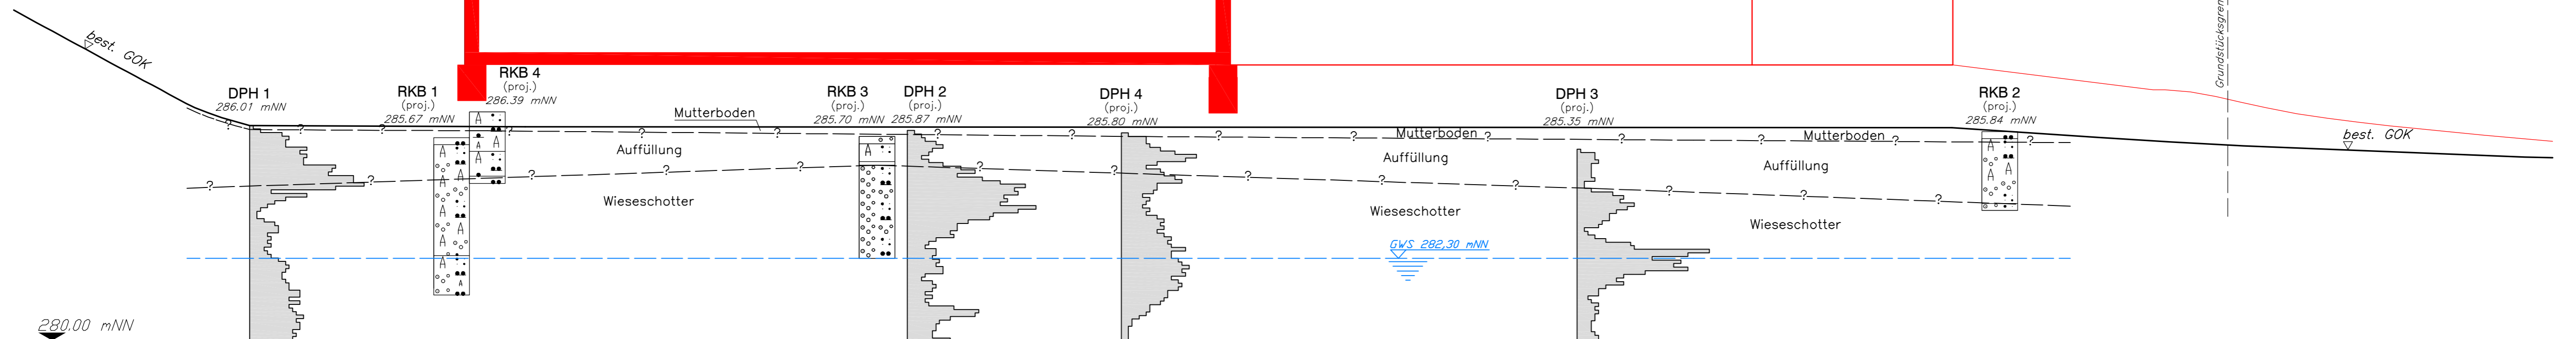 best. GOK
DPH 1
286.01 mNN
RKB 1
(proj.)
285.67 mNN
RKB 4
(proj.)
286.39 mNN
Mutterboden
RKB 3
(proj.)
285.70 mNN
DPH 2
(proj.)
285.87 mNN
DPH 4
(proj.)
285.80 mNN
DPH 3
(proj.)
285.35 mNN
RKB 2
(proj.)
285.84 mNN
Grundstücksgren
best. GOK
Mutterboden
Mutterboden
Auffüllung
Auffüllung
Auffüllung
Wieseschotter
Wieseschotter
Wieseschotter
GWS 282,30 mNN
280.00 mNN
? ? ? ? ? ? ? ? ? ? ? ? ? ?
? ? ? ? ? ? ? ? ? ? ? ? ? ?
A A A A A A A A A A A A A A A A